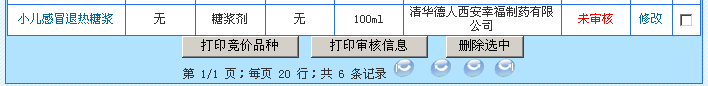 小儿感冒退热糖浆 无 糖浆剂 无 100ml 清华德人西安幸福制药有限公司 未审核 修改
打印竞价品种 打印审核信息 删除选中
第 1/1 页；每页 20 行；共 6 条记录